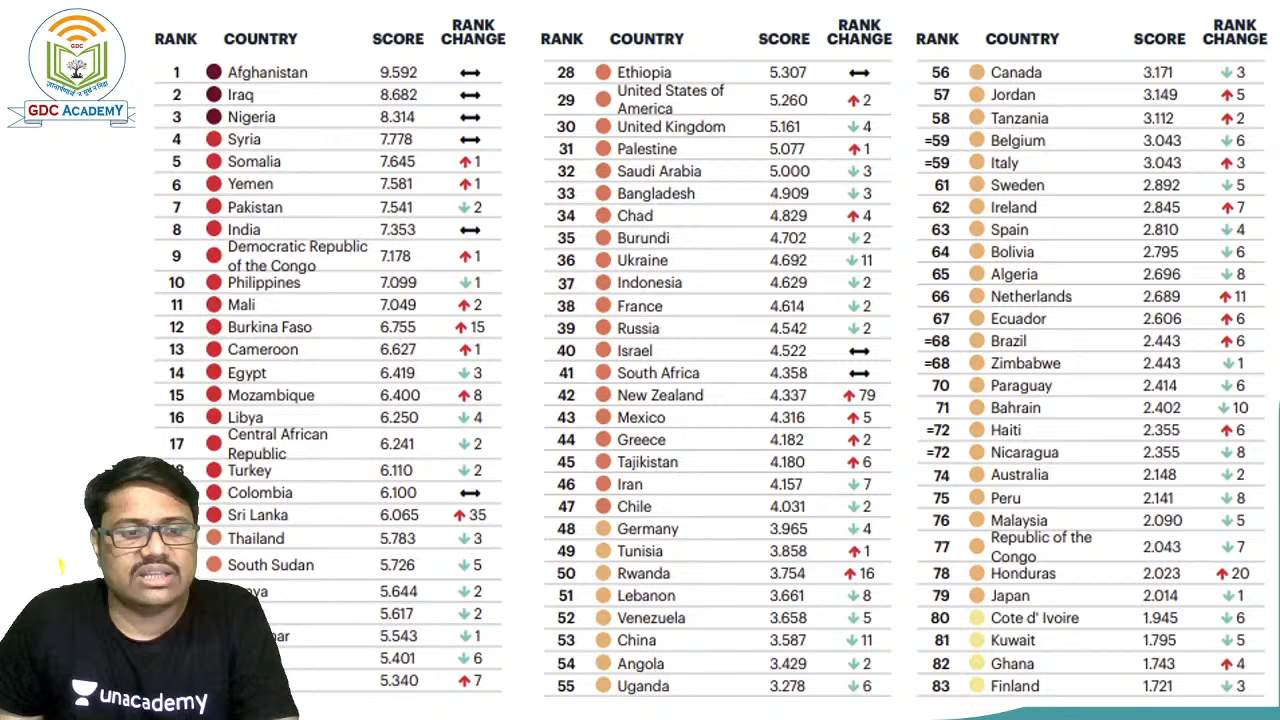 GDC
GDC ACADEMY
RANK COUNTRY SCORE RANK CHANGE
1 Afghanistan 9.592
2 Iraq 8.682
3 Nigeria 8.314
4 Syria 7.778
5 Somalia 7.645 1
6 Yemen 7.581 1
7 Pakistan 7.541 2
8 India 7.353
9 Democratic Republic of the Congo 7.178 1
10 Philippines 7.099 1
11 Mali 7.049 2
12 Burkina Faso 6.755 15
13 Cameroon 6.627 1
14 Egypt 6.419 3
15 Mozambique 6.400 8
16 Libya 6.250 4
17 Central African Republic 6.241 2
Turkey 6.110 2
Colombia 6.100
Sri Lanka 6.065 35
Thailand 5.783 3
South Sudan 5.726 5
5.644 2
5.617 2
5.543 1
5.401 6
5.340 7
unacademy
RANK COUNTRY SCORE RANK CHANGE
28 Ethiopia 5.307
29 United States of America 5.260 2
30 United Kingdom 5.161 4
31 Palestine 5.077 1
32 Saudi Arabia 5.000 3
33 Bangladesh 4.909 3
34 Chad 4.829 4
35 Burundi 4.702 2
36 Ukraine 4.692 11
37 Indonesia 4.629 2
38 France 4.614 2
39 Russia 4.542 2
40 Israel 4.522
41 South Africa 4.358
42 New Zealand 4.337 79
43 Mexico 4.316 5
44 Greece 4.182 2
45 Tajikistan 4.180 6
46 Iran 4.157 7
47 Chile 4.031 2
48 Germany 3.965 4
49 Tunisia 3.858 1
50 Rwanda 3.754 16
51 Lebanon 3.661 8
52 Venezuela 3.658 5
53 China 3.587 11
54 Angola 3.429 2
55 Uganda 3.278 6
RANK COUNTRY SCORE RANK CHANGE
56 Canada 3.171 3
57 Jordan 3.149 5
58 Tanzania 3.112 2
=59 Belgium 3.043 6
=59 Italy 3.043 3
61 Sweden 2.892 5
62 Ireland 2.845 7
63 Spain 2.810 4
64 Bolivia 2.795 6
65 Algeria 2.696 8
66 Netherlands 2.689 11
67 Ecuador 2.606 6
=68 Brazil 2.443 6
=68 Zimbabwe 2.443 1
70 Paraguay 2.414 6
71 Bahrain 2.402 10
=72 Haiti 2.355 6
=72 Nicaragua 2.355 8
74 Australia 2.148 2
75 Peru 2.141 8
76 Malaysia 2.090 5
77 Republic of the Congo 2.043 7
78 Honduras 2.023 20
79 Japan 2.014 1
80 Cote d' Ivoire 1.945 6
81 Kuwait 1.795 5
82 Ghana 1.743 4
83 Finland 1.721 3